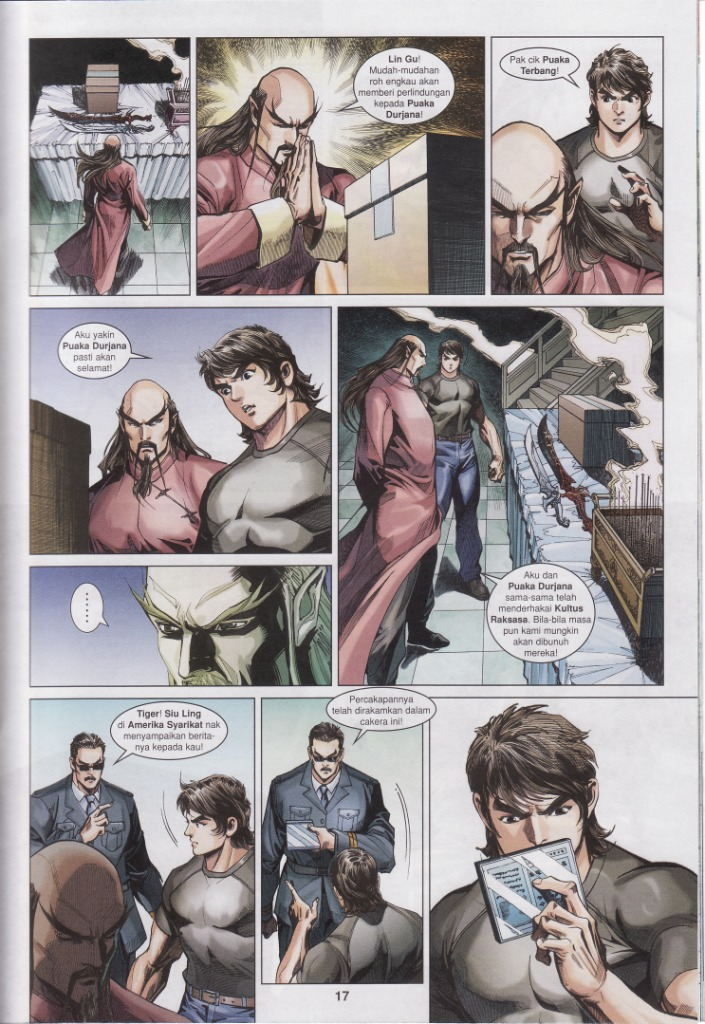 Lin Gu!
Mudah-mudahan
roh engkau akan
memberi perlindungan
kepada Puaka
Durjana!
Pak cik Puaka
Terbang!
Aku yakin
Puaka Durjana
pasti akan
selamat!
Aku dan
Puaka Durjana
sama-sama telah
menderhakai Kultus
Raksasa. Bila-bila masa
pun kami mungkin
akan dibunuh
mereka!
......
Tiger! Siu Ling
di Amerika Syarikat nak
menyampaikan berita-
nya kepada kau!
Percakapannya
telah dirakamkan dalam
cakera ini!
17